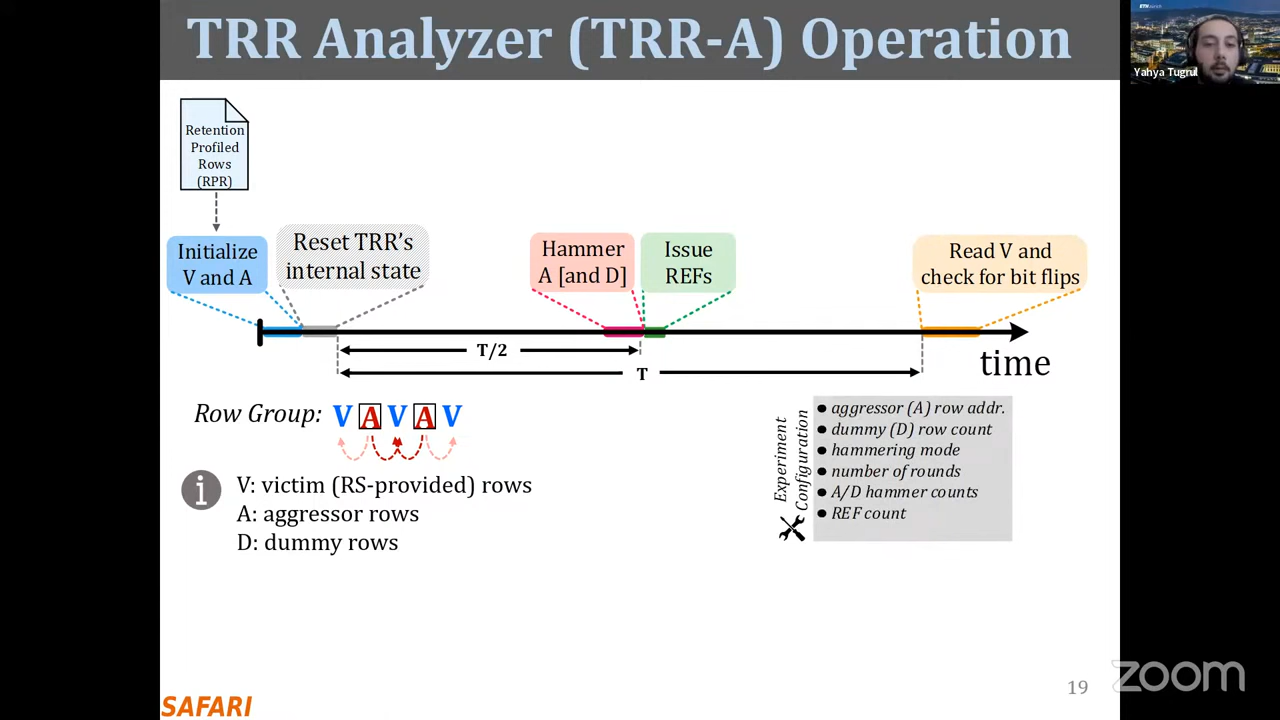 TRR Analyzer (TRR-A) Operation
ETH zürich
Yahya Tugrul
Retention
Profiled
Rows
(RPR)
Initialize
V and A
Reset TRR's
internal state
Hammer
A [and D]
Issue
REFs
Read V and
check for bit flips
T/2
T
time
Row Group: V A V A V
V: victim (RS-provided) rows
A: aggressor rows
D: dummy rows
Experiment
Configuration
● aggressor (A) row addr.
● dummy (D) row count
● hammering mode
● number of rounds
● A/D hammer counts
● REF count
SAFARI
19
zoom